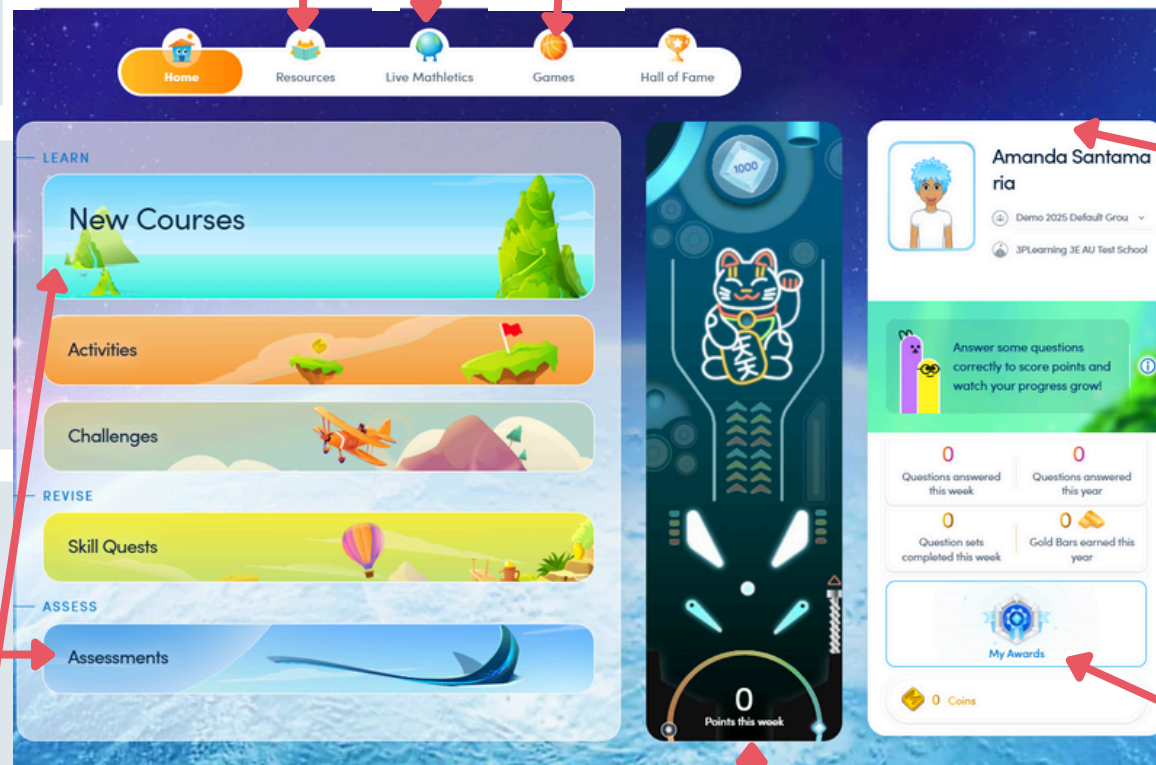 Home
Resources
Live Mathletics
Games
Hall of Fame
LEARN
New Courses
Activities
Challenges
REVISE
Skill Quests
ASSESS
Assessments
1000
0
Points this week
Amanda Santama
ria
Demo 2025 Default Grou
3PLearning 3E AU Test School
Answer some questions
correctly to score points and
watch your progress grow!
0
Questions answered
this week
0
Questions answered
this year
0
Question sets
completed this week
0
Gold Bars earned this
year
My Awards
0 Coins